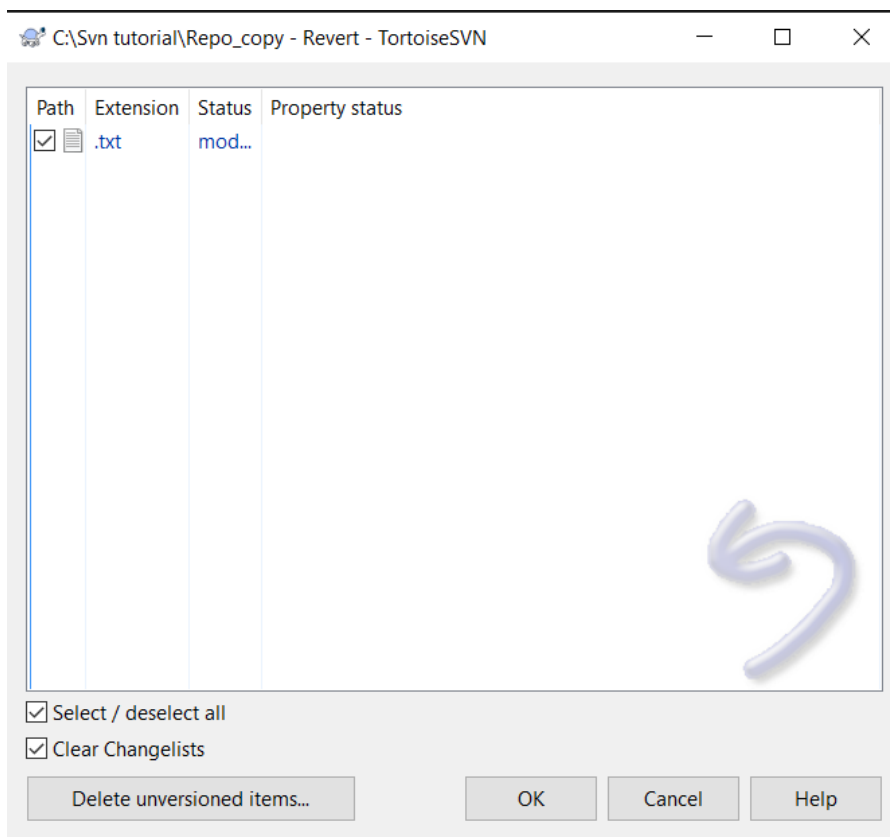 C:\Svn tutorial\Repo_copy - Revert - TortoiseSVN
Path Extension Status Property status
.txt mod...
Select / deselect all
Clear Changelists
Delete unversioned items... OK Cancel Help